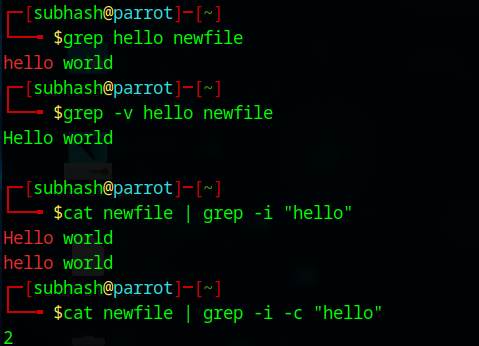 ┌─[subhash@parrot]─[~]
└──╼ $grep hello newfile
hello world
┌─[subhash@parrot]─[~]
└──╼ $grep -v hello newfile
Hello world

┌─[subhash@parrot]─[~]
└──╼ $cat newfile | grep -i "hello"
Hello world
hello world
┌─[subhash@parrot]─[~]
└──╼ $cat newfile | grep -i -c "hello"
2